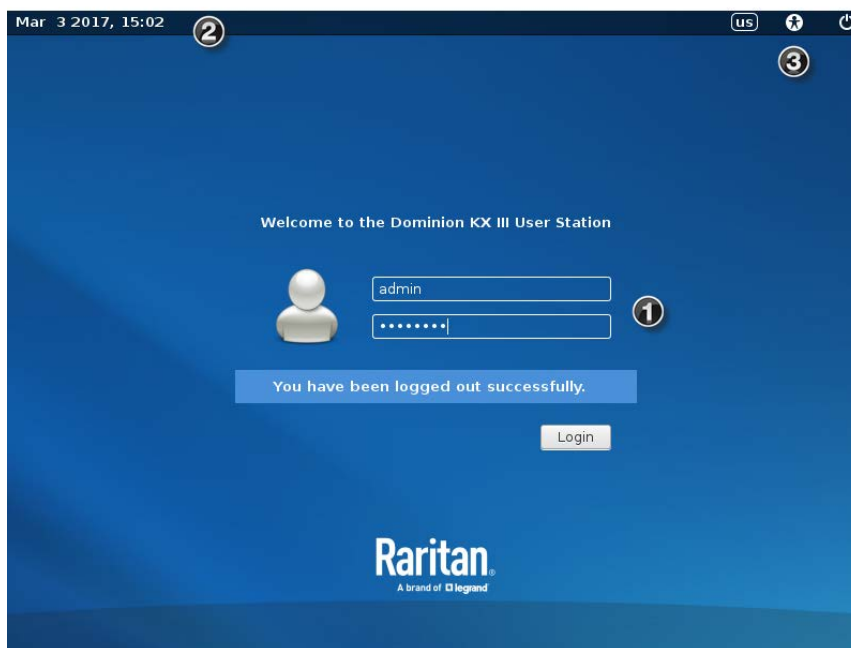 Mar 3 2017, 15:02
2
us
3
Welcome to the Dominion KX III User Station
admin
1
You have been logged out successfully.
Login
Raritan®
A brand of legrand